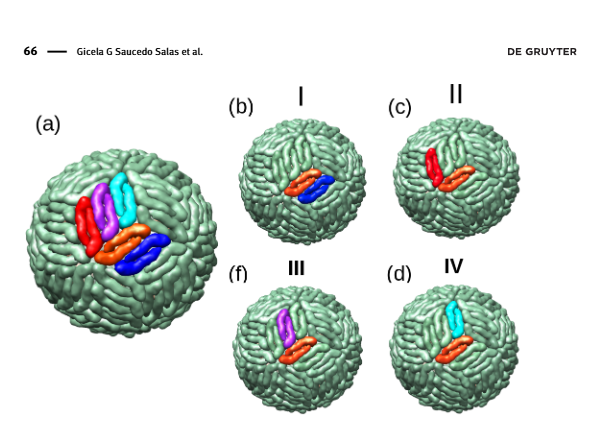 66 — Gicela G Saucedo Salas et al. DE GRUYTER
(a)
(b) I
(c) II
(f) III
(d) IV